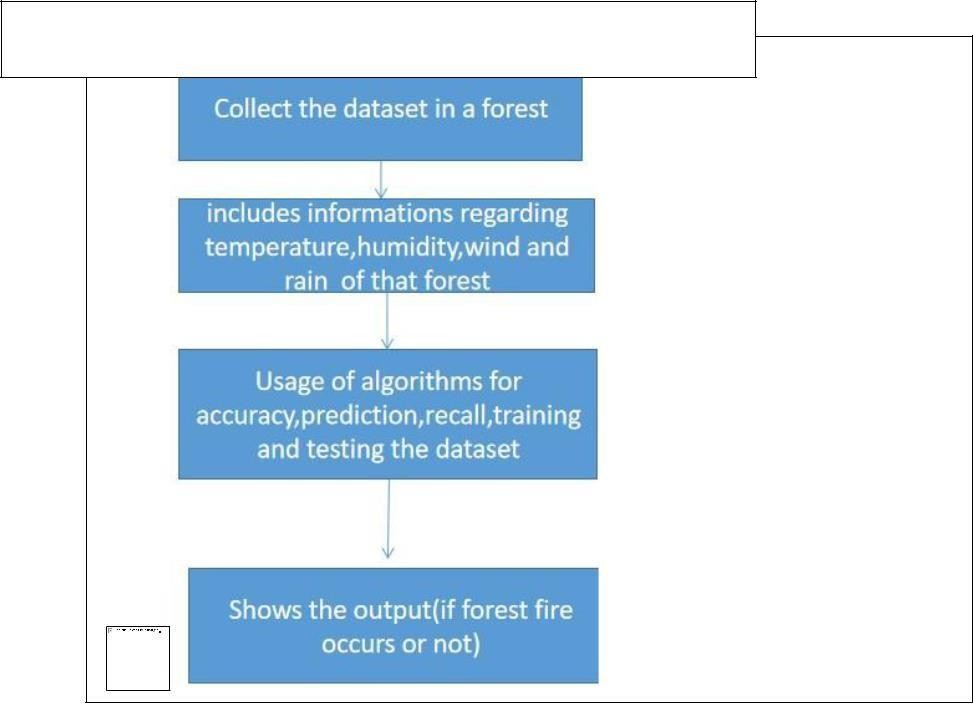 Collect the dataset in a forest
includes informations regarding
temperature,humidity,wind and
rain of that forest
Usage of algorithms for
accuracy,prediction,recall,training
and testing the dataset
Shows the output(if forest fire
occurs or not)